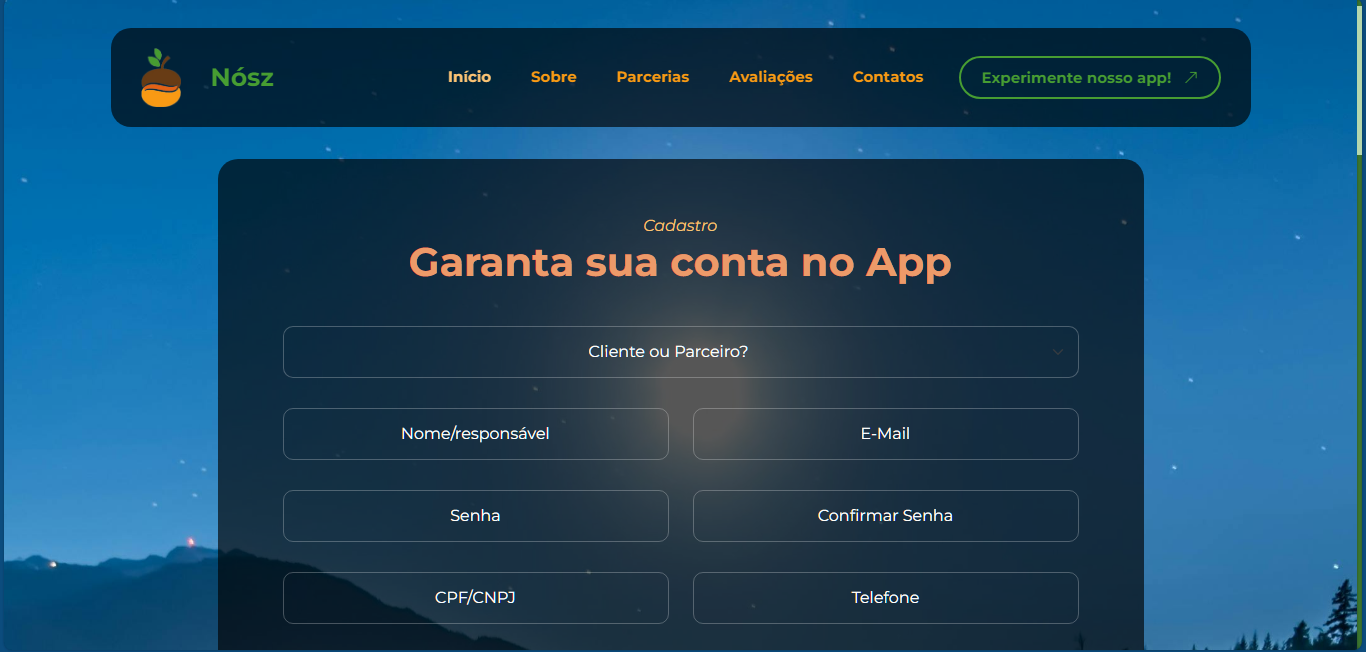 Nósz
Início
Sobre
Parcerias
Avaliações
Contatos
Experimente nosso app!
Cadastro
Garanta sua conta no App
Cliente ou Parceiro?
Nome/responsável
E-Mail
Senha
Confirmar Senha
CPF/CNPJ
Telefone